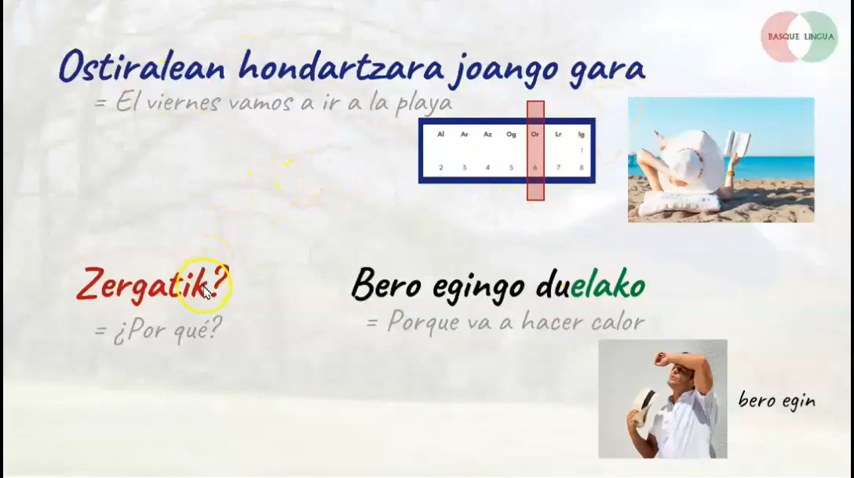 BASQUE LINGUA
Ostiralean hondartzara joango gara
= El viernes vamos a ir a la playa
Al Ar Az Og Or Lr Ig
1
2 3 4 5 6 7 8
Zergatik?
= ¿Por qué?
Bero egingo duelako
= Porque va a hacer calor
bero egin